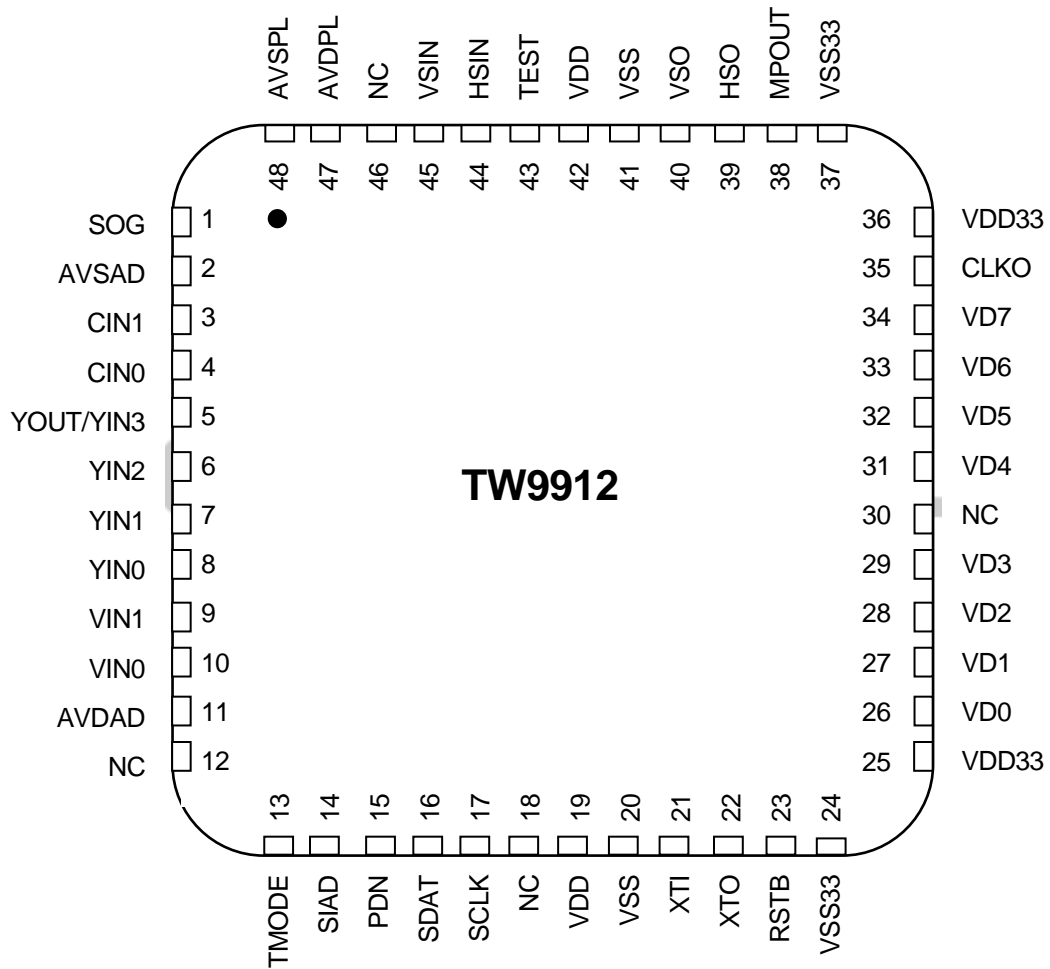 AVSPL
AVDPL
NC
VSIN
HSIN
TEST
VDD
VSS
VSO
HSO
MPOUT
VSS33
48
47
46
45
44
43
42
41
40
39
38
37
SOG 1
AVSAD 2
CIN1 3
CIN0 4
YOUT/YIN3 5
YIN2 6
YIN1 7
YIN0 8
VIN1 9
VIN0 10
AVDAD 11
NC 12
TW9912
36 VDD33
35 CLKO
34 VD7
33 VD6
32 VD5
31 VD4
30 NC
29 VD3
28 VD2
27 VD1
26 VD0
25 VDD33
13
14
15
16
17
18
19
20
21
22
23
24
TMODE
SIAD
PDN
SDAT
SCLK
NC
VDD
VSS
XTI
XTO
RSTB
VSS33